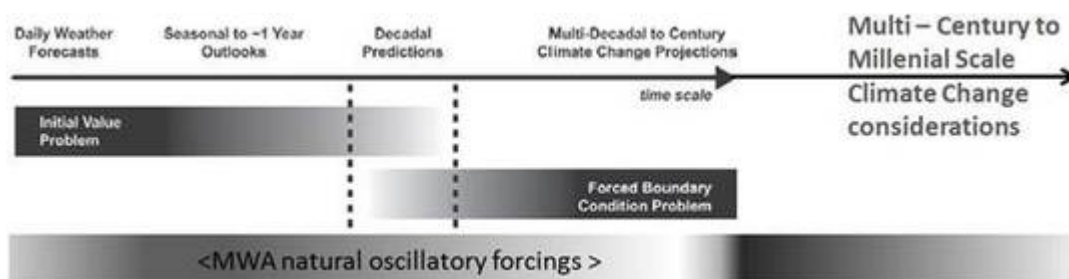 Daily Weather
Forecasts
Seasonal to ~1 Year
Outlooks
Decadal
Predictions
Multi-Decadal to Century
Climate Change Projections
Multi – Century to
Millenial Scale
Climate Change
considerations
time scale
Initial Value
Problem
Forced Boundary
Condition Problem
<MWA natural oscillatory forcings >